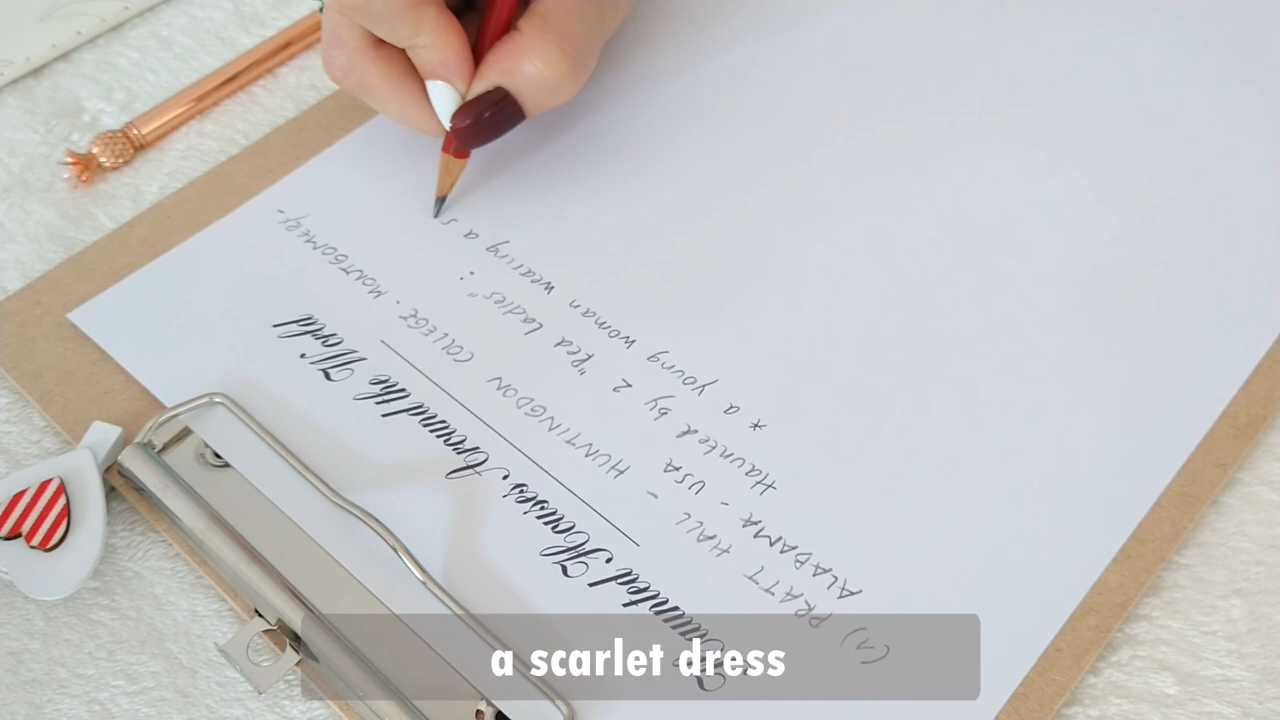 Haunted Houses Around the World
(1) PRATT HALL - HUNTINGDON COLLEGE, MONTGOMERY-
ALABAMA - USA
Haunted by 2 "Red Ladies" :
* a young woman wearing a s
a scarlet dress